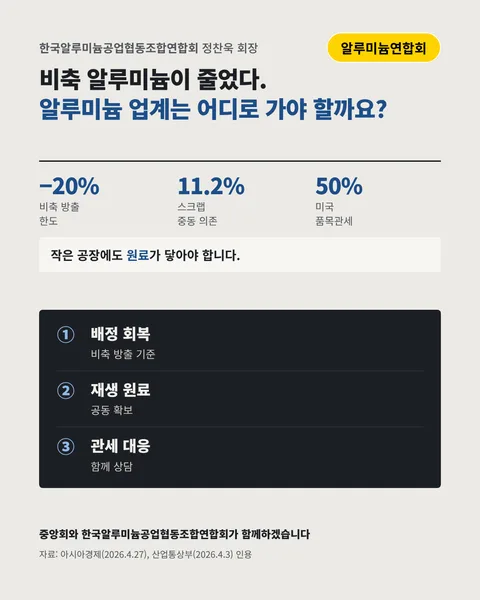 한국알루미늄공업협동조합연합회 정찬욱 회장
알루미늄연합회
비축 알루미늄이 줄었다.
알루미늄 업계는 어디로 가야 할까요?
−20%
비축 방출
한도
11.2%
스크랩
중동 의존
50%
미국
품목관세
작은 공장에도 원료가 닿아야 합니다.
① 배정 회복
비축 방출 기준
② 재생 원료
공동 확보
③ 관세 대응
함께 상담
중앙회와 한국알루미늄공업협동조합연합회가 함께하겠습니다
자료: 아시아경제(2026.4.27), 산업통상부(2026.4.3) 인용